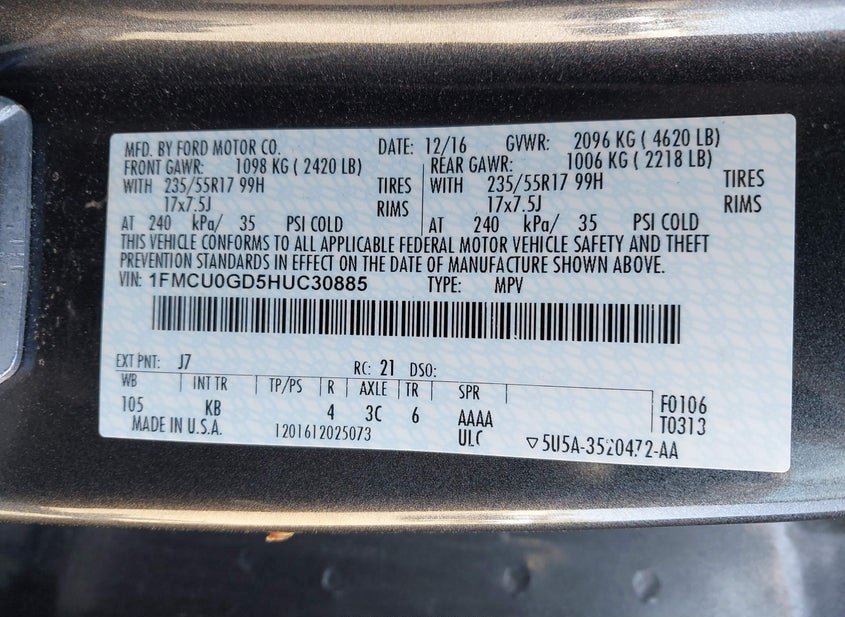 MFD. BY FORD MOTOR CO. DATE: 12/16 GVWR: 2096 KG ( 4620 LB)
FRONT GAWR: 1098 KG ( 2420 LB) REAR GAWR: 1006 KG ( 2218 LB)
WITH 235/55R17 99H TIRES WITH 235/55R17 99H TIRES
17x7.5J RIMS 17x7.5J RIMS
AT 240 kPa/ 35 PSI COLD AT 240 kPa/ 35 PSI COLD
THIS VEHICLE CONFORMS TO ALL APPLICABLE FEDERAL MOTOR VEHICLE SAFETY AND THEFT
PREVENTION STANDARDS IN EFFECT ON THE DATE OF MANUFACTURE SHOWN ABOVE.
VIN: 1FMCU0GD5HUC30885 TYPE: MPV
EXT PNT: J7 RC: 21 DSO:
WB INT TR TP/PS R AXLE TR SPR
105 KB 4 3C 6 AAAA F0106
MADE IN U.S.A. 1201612025073 ULC ▽5U5A-3520472-AA T0313